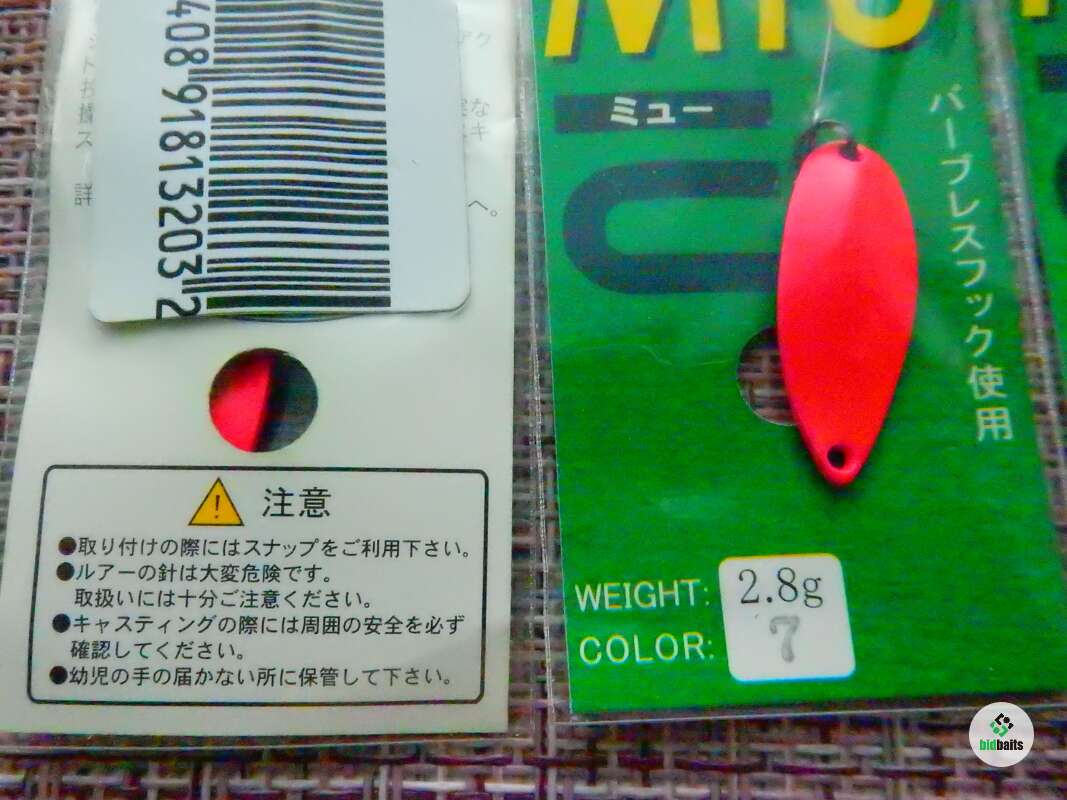 408 918132032
注意
●取り付けの際にはスナップをご利用下さい。
●ルアーの針は大変危険です。
取扱いには十分ご注意ください。
●キャスティングの際には周囲の安全を必ず
確認してください。
●幼児の手の届かない所に保管して下さい。
ミュー
バーブレスフック使用
WEIGHT: 2.8g
COLOR: 7
bidbaits